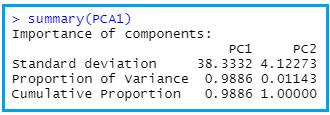 > summary(PCA1)
Importance of components:
PC1 PC2
Standard deviation 38.3332 4.12273
Proportion of Variance 0.9886 0.01143
Cumulative Proportion 0.9886 1.00000